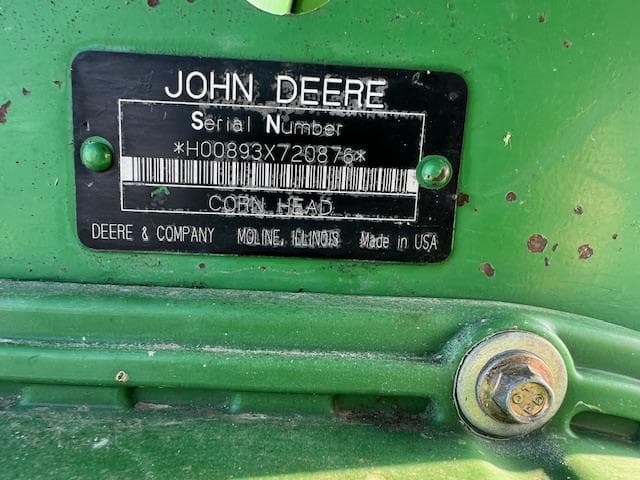 JOHN DEERE
Serial Number
*H00893X720876*
CORN HEAD
DEERE & COMPANY MOLINE, ILLINOIS Made in USA